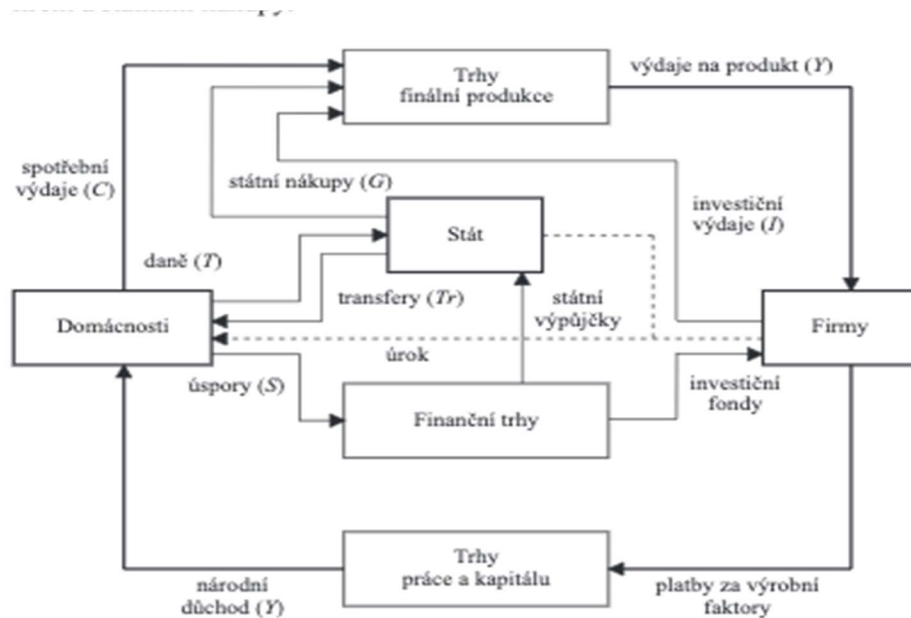 Trhy
finální produkce
výdaje na produkt (Y)
spotřební
výdaje (C)
státní nákupy (G)
investiční
výdaje (I)
Stát
daně (T)
transfery (Tr)
státní
výpůjčky
Domácnosti
Firmy
úrok
úspory (S)
investiční
fondy
Finanční trhy
Trhy
práce a kapitálu
národní
důchod (Y)
platby za výrobní
faktory